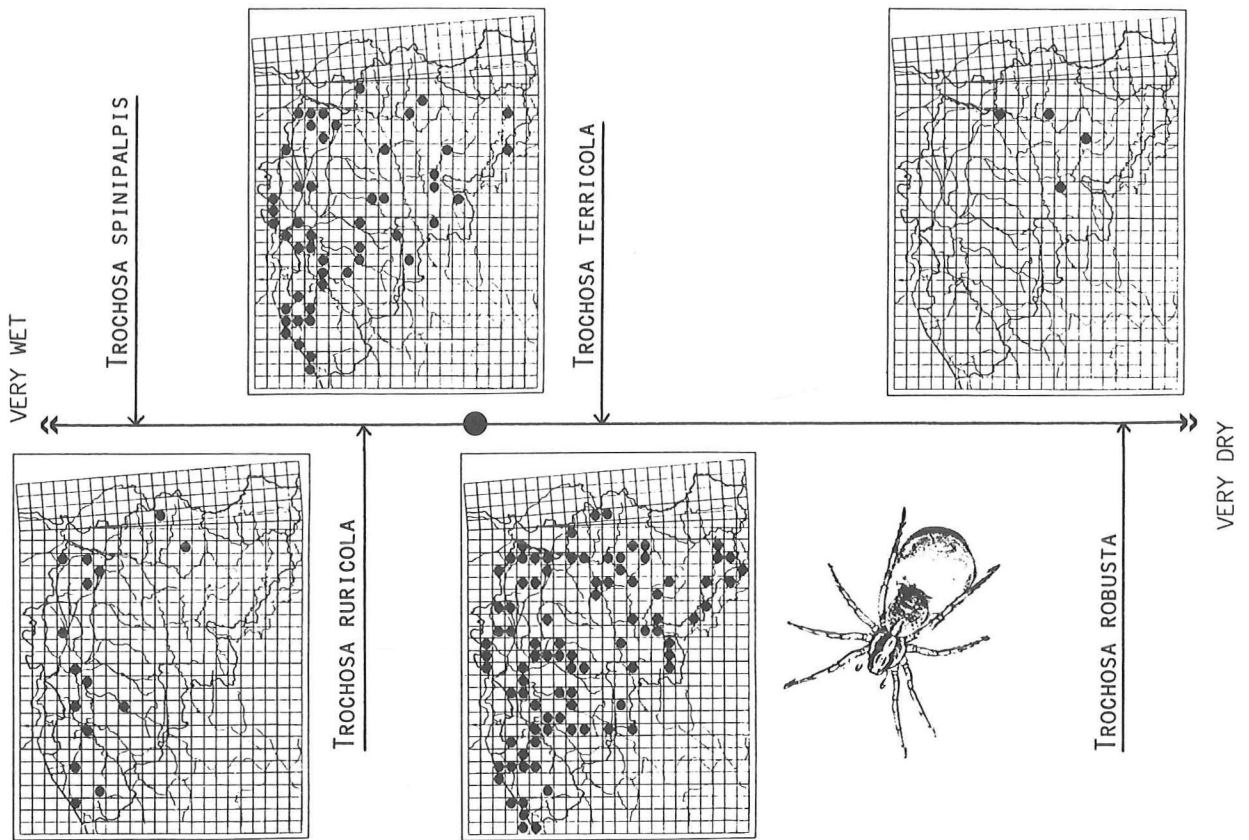 VERY WET
TROCHOSA SPINIPALPIS
TROCHOSA RURICOLA
TROCHOSA TERRICOLA
TROCHOSA ROBUSTA
VERY DRY